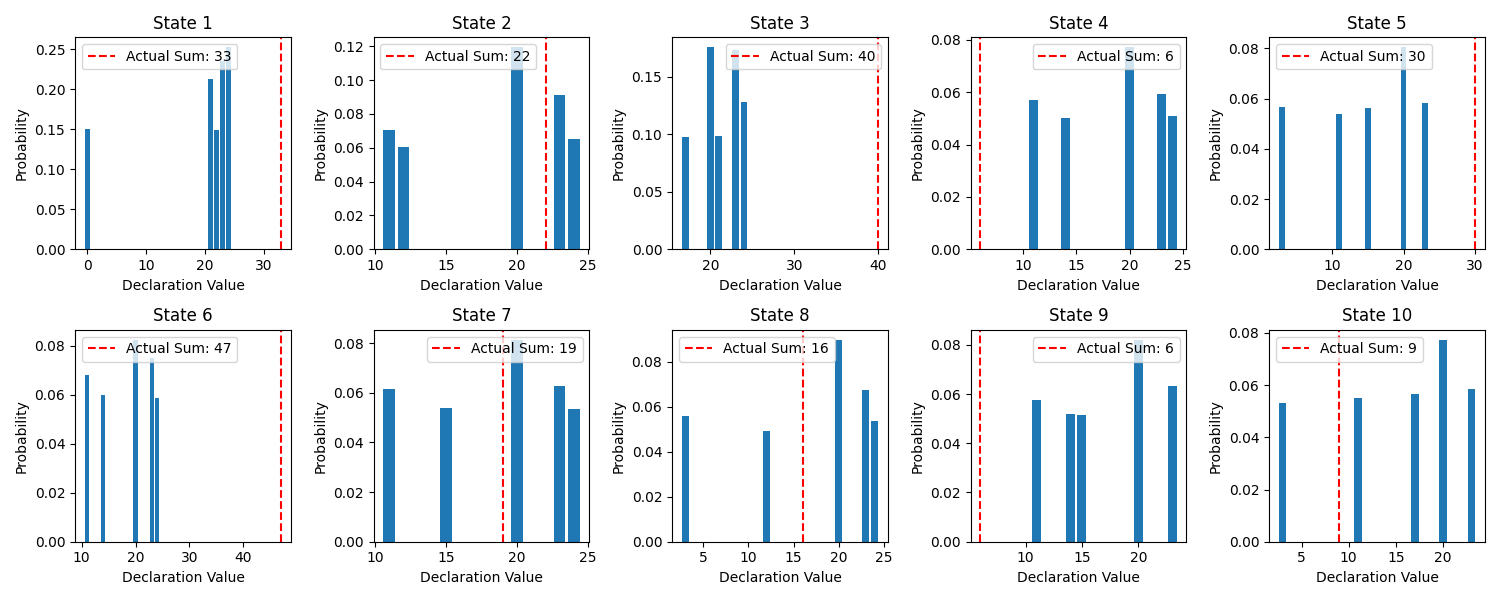 State 1
State 2
State 3
State 4
State 5
Actual Sum: 33
Actual Sum: 22
Actual Sum: 40
Actual Sum: 6
Actual Sum: 30
Probability
0.25
0.20
0.15
0.10
0.05
0.00
0 10 20 30
Declaration Value
Probability
0.12
0.10
0.08
0.06
0.04
0.02
0.00
10 15 20 25
Declaration Value
Probability
0.15
0.10
0.05
0.00
20 30 40
Declaration Value
Probability
0.08
0.06
0.04
0.02
0.00
10 15 20 25
Declaration Value
Probability
0.08
0.06
0.04
0.02
0.00
10 20 30
Declaration Value
State 6
State 7
State 8
State 9
State 10
Actual Sum: 47
Actual Sum: 19
Actual Sum: 16
Actual Sum: 6
Actual Sum: 9
Probability
0.08
0.06
0.04
0.02
0.00
10 20 30 40
Declaration Value
Probability
0.08
0.06
0.04
0.02
0.00
10 15 20 25
Declaration Value
Probability
0.08
0.06
0.04
0.02
0.00
5 10 15 20 24
Declaration Value
Probability
0.08
0.06
0.04
0.02
0.00
10 15 20
Declaration Value
Probability
0.08
0.06
0.04
0.02
0.00
5 10 15 20
Declaration Value